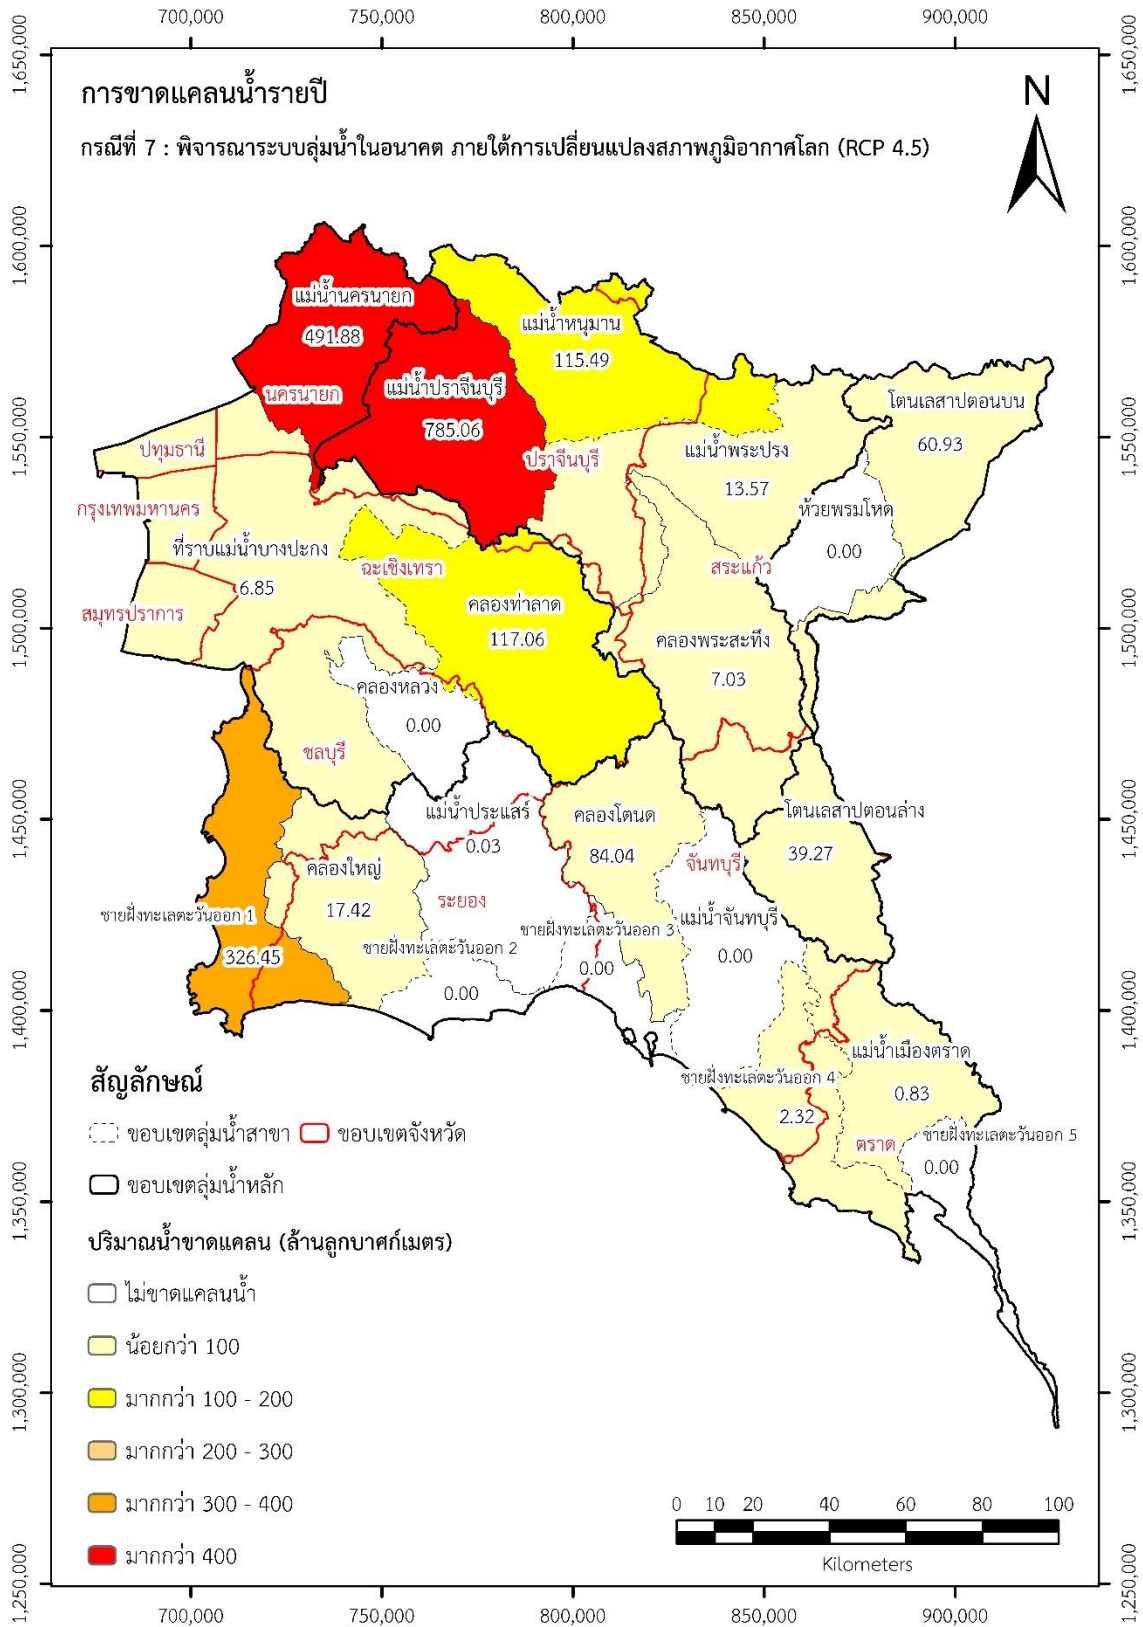 700,000 750,000 800,000 850,000 900,000
1,650,000 1,650,000
การขาดแคลนน้ำรายปี
N
กรณีที่ 7 : พิจารณาระบบลุ่มน้ำในอนาคต ภายใต้การเปลี่ยนแปลงสภาพภูมิอากาศโลก (RCP 4.5)
1,600,000 1,600,000
แม่น้ำนครนายก
491.88
แม่น้ำหนุมาน
115.49
นครนายก
แม่น้ำปราจีนบุรี
785.06
โตนเลสาปตอนบน
60.93
1,550,000 1,550,000
ปทุมธานี
ปราจีนบุรี
แม่น้ำพระปรง
13.57
กรุงเทพมหานคร
ห้วยพรมโหด
0.00
ที่ราบแม่น้ำบางปะกง
6.85
ฉะเชิงเทรา
สระแก้ว
สมุทรปราการ
คลองท่าลาด
117.06
1,500,000 1,500,000
คลองพระสะทึง
7.03
คลองหลวง
0.00
ชลบุรี
1,450,000 1,450,000
แม่น้ำประแสร์
0.03
คลองโตนด
84.04
โตนเลสาปตอนล่าง
39.27
คลองใหญ่
17.42
ระยอง
จันทบุรี
แม่น้ำจันทบุรี
0.00
ชายฝั่งทะเลตะวันออก 1
326.45
ชายฝั่งทะเลตะวันออก 2
0.00
ชายฝั่งทะเลตะวันออก 3
0.00
1,400,000 1,400,000
แม่น้ำเมืองตราด
0.83
ชายฝั่งทะเลตะวันออก 4
2.32
ตราด
ชายฝั่งทะเลตะวันออก 5
0.00
สัญลักษณ์
ขอบเขตลุ่มน้ำสาขา ขอบเขตจังหวัด
ขอบเขตลุ่มน้ำหลัก
1,350,000 1,350,000
ปริมาณน้ำขาดแคลน (ล้านลูกบาศก์เมตร)
ไม่ขาดแคลนน้ำ
น้อยกว่า 100
มากกว่า 100 - 200
มากกว่า 200 - 300
มากกว่า 300 - 400
มากกว่า 400
1,300,000 1,300,000
0 10 20 40 60 80 100
Kilometers
1,250,000 1,250,000
700,000 750,000 800,000 850,000 900,000